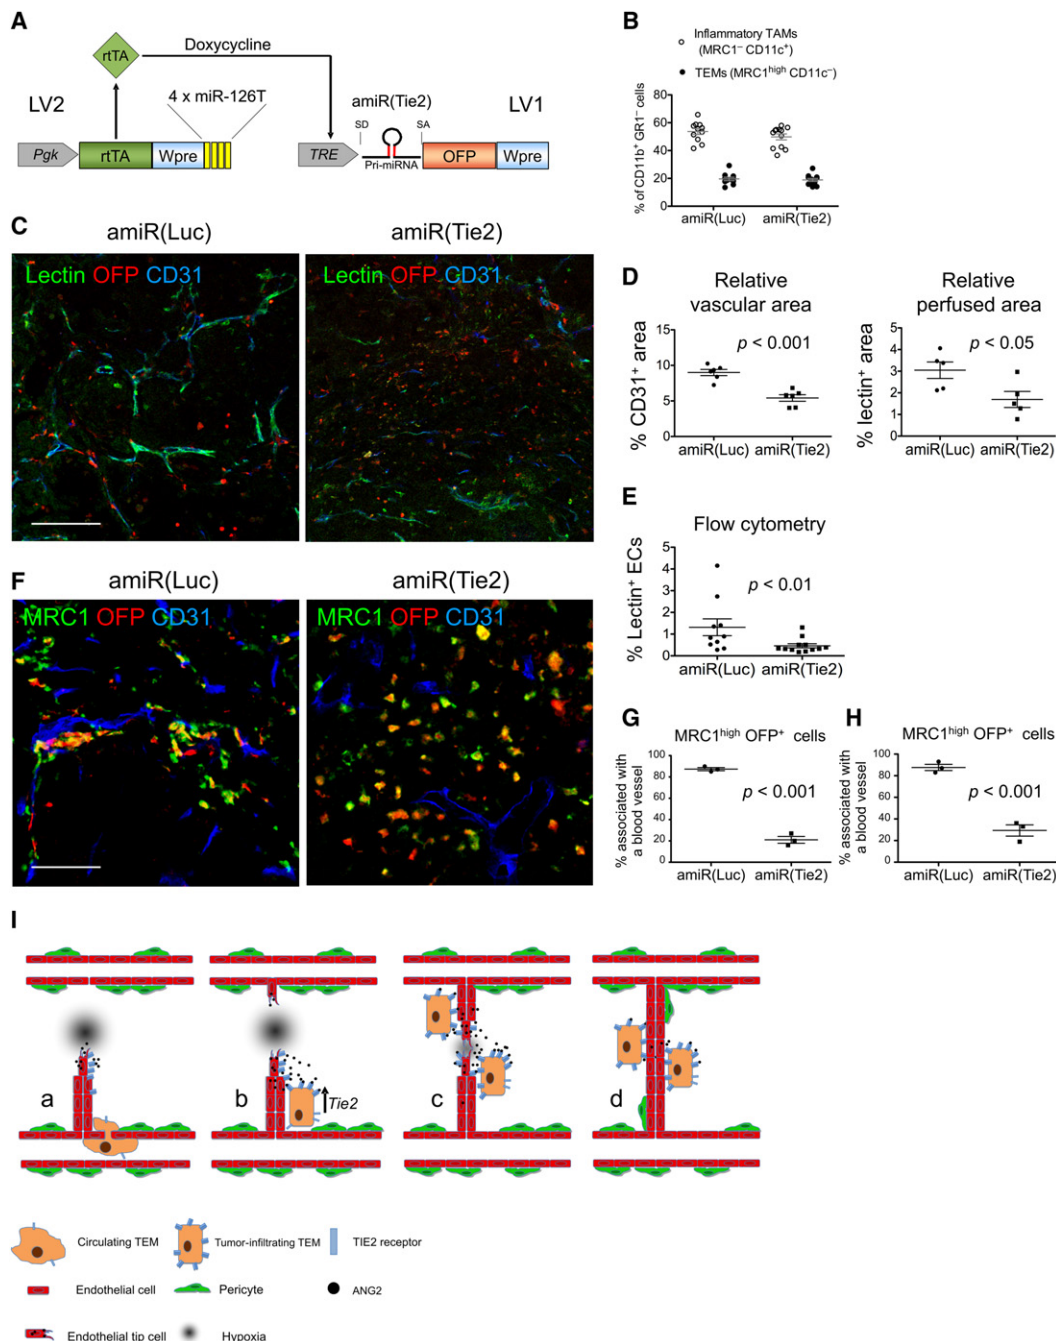 A
rtTA
Doxycycline
4 x miR-126T
amiR(Tie2)
LV2
LV1
SD
SA
Pgk
rtTA
Wpre
TRE
Pri-miRNA
OFP
Wpre
B
Inflammatory TAMs
(MRC1⁻ CD11c⁺)
TEMs (MRC1ʰⁱᵍʰ CD11c⁻)
% of CD11b⁺ GR1⁻ cells
80
60
40
20
0
amiR(Luc)
amiR(Tie2)
C
amiR(Luc)
amiR(Tie2)
Lectin OFP CD31
Lectin OFP CD31
D
Relative
vascular area
% CD31⁺ area
15
10
5
0
p < 0.001
amiR(Luc)
amiR(Tie2)
Relative
perfused area
% lectin⁺ area
5
4
3
2
1
0
p < 0.05
amiR(Luc)
amiR(Tie2)
E
Flow cytometry
% Lectin⁺ ECs
5
4
3
2
1
0
p < 0.01
amiR(Luc)
amiR(Tie2)
F
amiR(Luc)
amiR(Tie2)
MRC1 OFP CD31
MRC1 OFP CD31
G
MRC1ʰⁱᵍʰ OFP⁺ cells
% associated with
a blood vessel
100
80
60
40
20
0
p < 0.001
amiR(Luc)
amiR(Tie2)
H
MRC1ʰⁱᵍʰ OFP⁺ cells
% associated with
a blood vessel
100
80
60
40
20
0
p < 0.001
amiR(Luc)
amiR(Tie2)
I
a
b
Tie2
c
d
Circulating TEM
Tumor-infiltrating TEM
TIE2 receptor
Endothelial cell
Pericyte
ANG2
Endothelial tip cell
Hypoxia